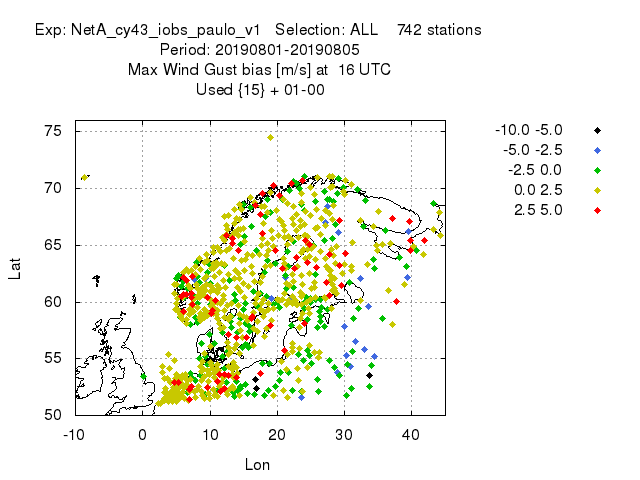 Exp: NetA_cy43_iobs_paulo_v1 Selection: ALL 742 stations
Period: 20190801-20190805
Max Wind Gust bias [m/s] at 16 UTC
Used {15} + 01-00
-10.0 -5.0
-5.0 -2.5
-2.5 0.0
0.0 2.5
2.5 5.0
75
70
65
60
55
50
Lat
-10 0 10 20 30 40
Lon